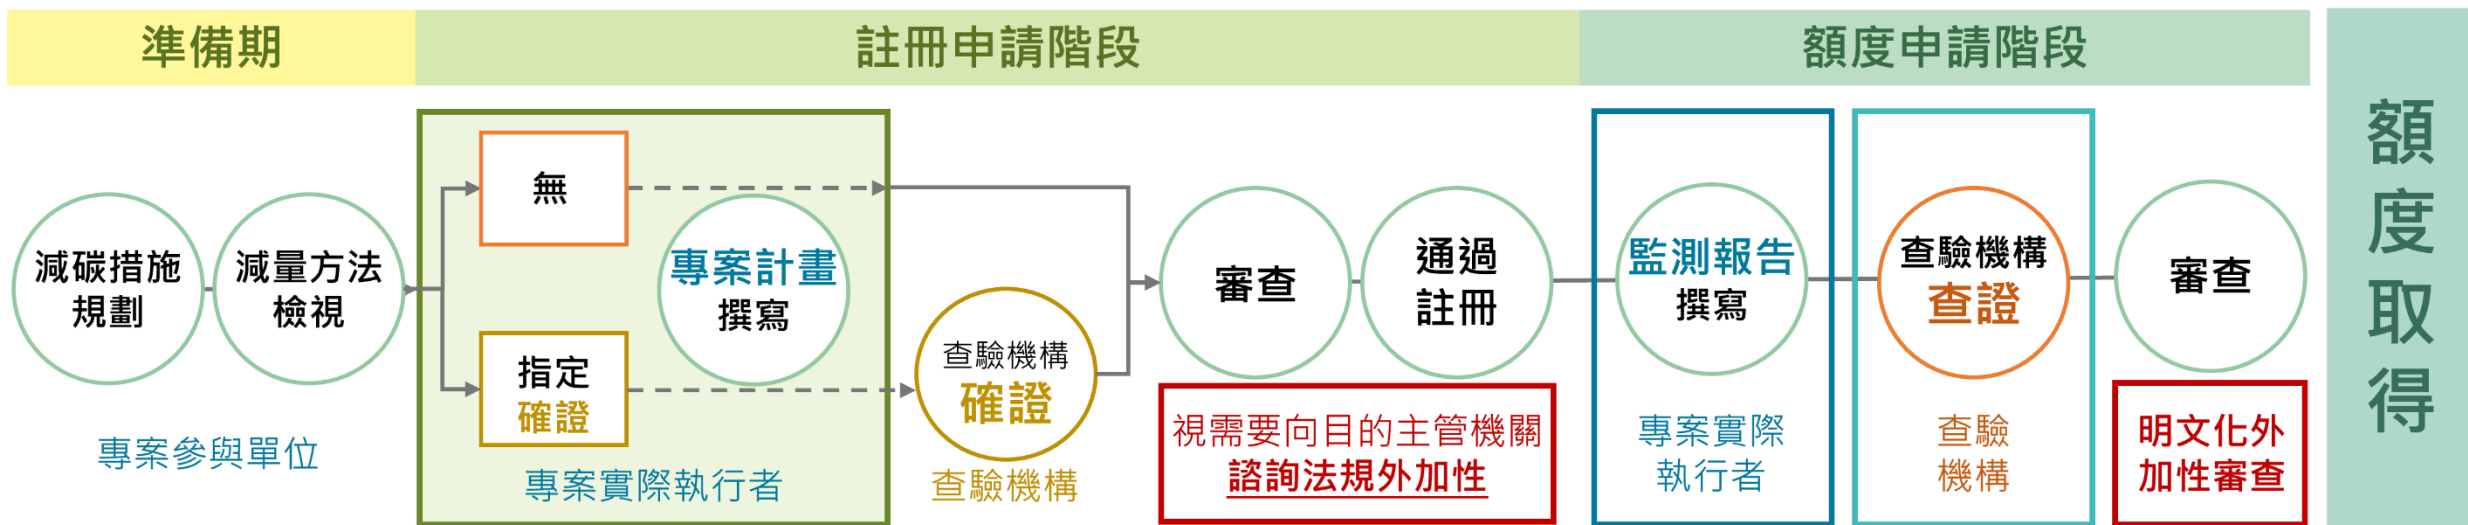 準備期
註冊申請階段
額度申請階段
減碳措施
規劃
減量方法
檢視
專案參與單位
無
指定
確證
專案計畫
撰寫
專案實際執行者
查驗機構
確證
查驗機構
審查
通過
註冊
視需要向目的主管機關
諮詢法規外加性
監測報告
撰寫
專案實際
執行者
查驗機構
查證
查驗
機構
審查
明文化外
加性審查
額度取得